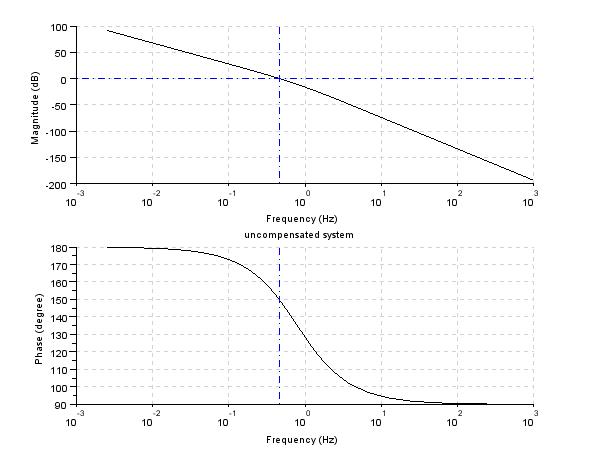 Magnitude (dB)
100
50
0
-50
-100
-150
-200
10^-3 10^-2 10^-1 10^0 10^1 10^2 10^3
Frequency (Hz)
uncompensated system
Phase (degree)
180
170
160
150
140
130
120
110
100
90
10^-3 10^-2 10^-1 10^0 10^1 10^2 10^3
Frequency (Hz)